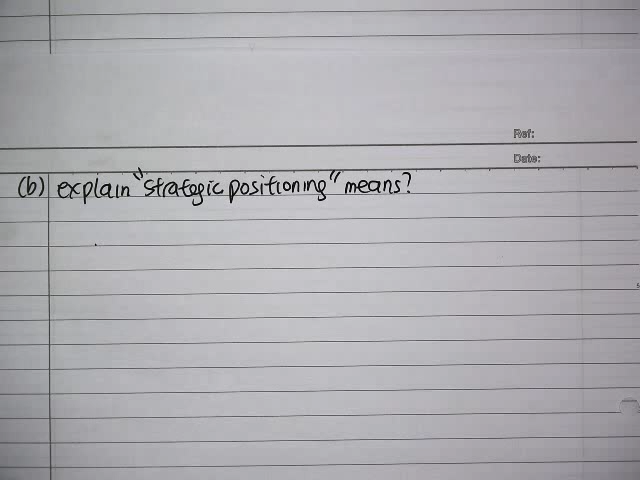 Ref:
Date:
(b) explain "strategic positioning" means?